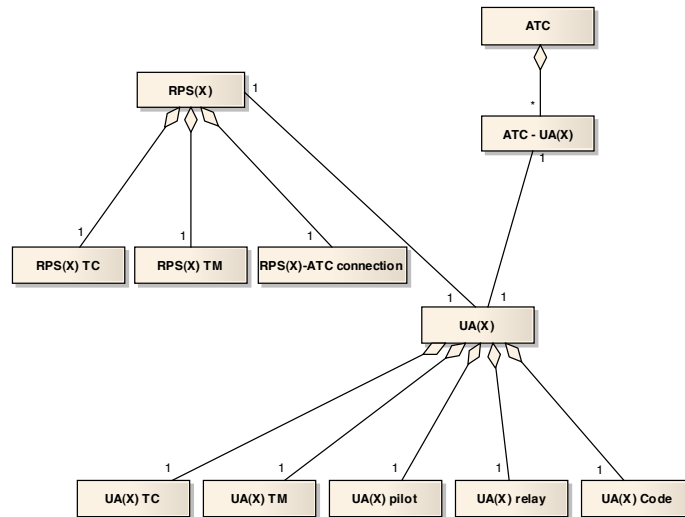 ATC
RPS(X)
1
*
ATC - UA(X)
1
1
1
1
RPS(X) TC
RPS(X) TM
RPS(X)-ATC connection
1
1
UA(X)
1
1
1
1
1
UA(X) TC
UA(X) TM
UA(X) pilot
UA(X) relay
UA(X) Code